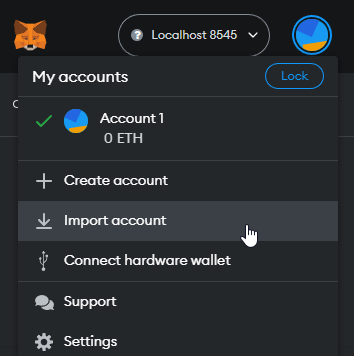 Localhost 8545
My accounts
Lock
Account 1
0 ETH
Create account
Import account
Connect hardware wallet
Support
Settings